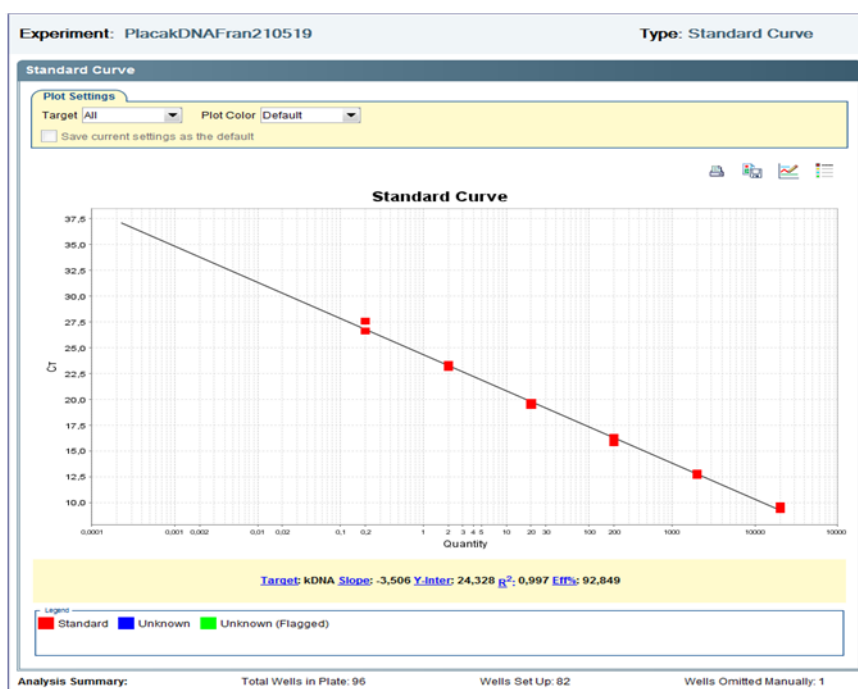 Experiment: PlacakDNAFran210519 Type: Standard Curve
Standard Curve
Plot Settings
Target All Plot Color Default
Save current settings as the default
Standard Curve
37,5
35,0
32,5
30,0
27,5
25,0
22,5
20,0
17,5
15,0
12,5
10,0
CT
0,0001 0,001 0,002 0,01 0,02 0,1 0,2 1 2 3 4 5 10 20 30 100 200 1000 10000 10000
Quantity
Target: kDNA Slope: -3,506 Y-Inter: 24,328 R²: 0,997 Eff%: 92,849
Legend
Standard Unknown Unknown (Flagged)
Analysis Summary: Total Wells in Plate: 96 Wells Set Up: 82 Wells Omitted Manually: 1